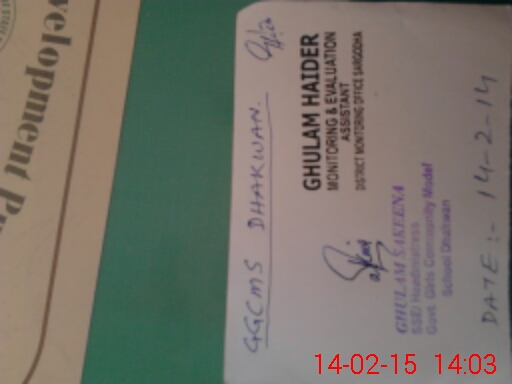 velopment
GGCMS DHAKWAN.
GHULAM HAIDER
MONITORING & EVALUATION
ASSISTANT
DISTRICT MONITORING OFFICE SARGODHA
GHULAM SAKEENA
SSE/ Headmistress
Govt. Girls Community Model
School Dhakwan
DATE:- 14-2-14
14-02-15 14:03